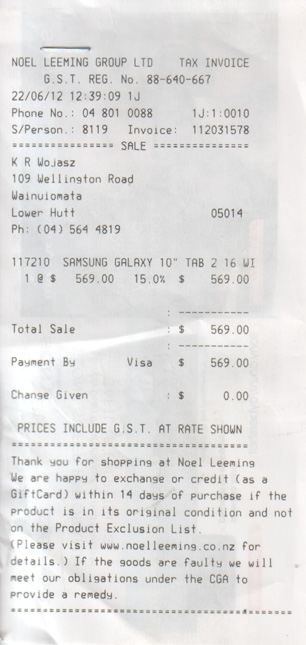 NOEL LEEMING GROUP LTD TAX INVOICE
G.S.T. REG. No. 88-640-667
22/06/12 12:39:09 1J
Phone No.: 04 801 0088 1J:1:0010
S/Person.: 8119 Invoice: 112031578
================ SALE ===============
K R Wojasz
109 Wellington Road
Wainuiomata
Lower Hutt 05014
Ph: (04) 564 4819
117210 SAMSUNG GALAXY 10" TAB 2 16 WI
1 @ $ 569.00 15.0% $ 569.00
: -----------
Total Sale : $ 569.00
: -----------
Payment By Visa $ 569.00
Change Given : $ 0.00
PRICES INCLUDE G.S.T. AT RATE SHOWN
=====================================
Thank you for shopping at Noel Leeming
We are happy to exchange or credit (as a
GiftCard) within 14 days of purchase if the
product is in its original condition and not
on the Product Exclusion List.
(Please visit www.noelleeming.co.nz for
details.) If the goods are faulty we will
meet our obligations under the CGA to
provide a remedy.
===========================================